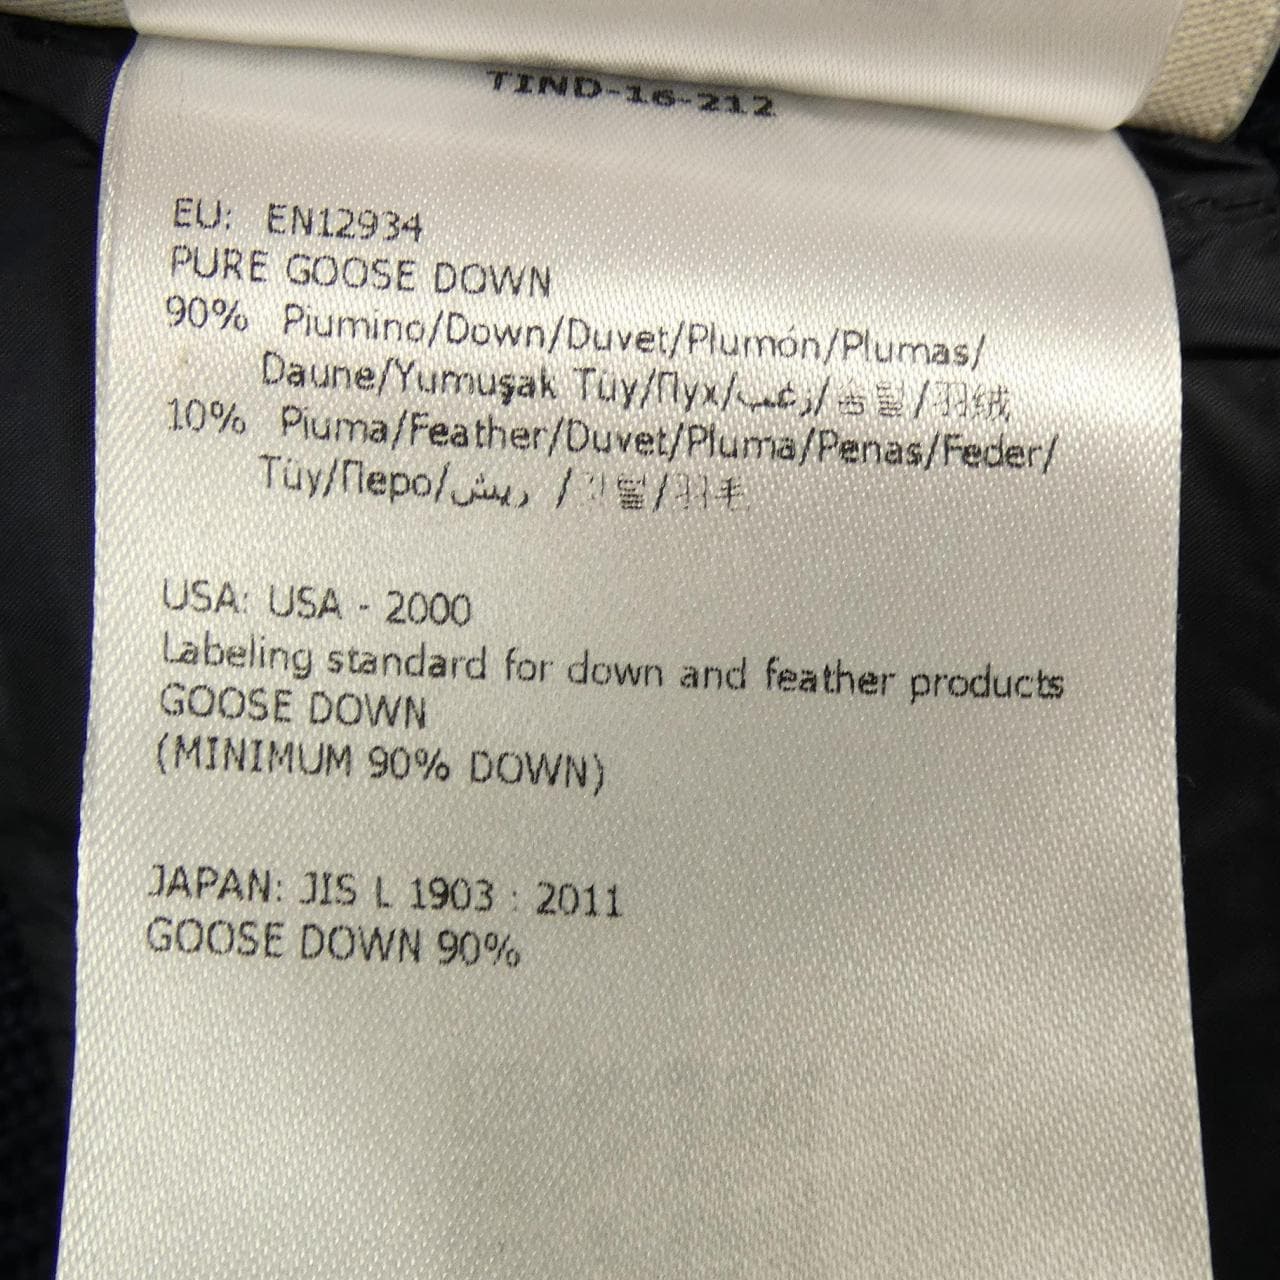 TIND-16-212
EU: EN12934
PURE GOOSE DOWN
90% Piumino/Down/Duvet/Plumón/Plumas/
Daune/Yumuşak Tüy/Пух/زغب/솜털/羽绒
10% Piuma/Feather/Duvet/Pluma/Penas/Feder/
Tüy/Перо/ريش /깃털/羽毛
USA: USA - 2000
Labeling standard for down and feather products
GOOSE DOWN
(MINIMUM 90% DOWN)
JAPAN: JIS L 1903 : 2011
GOOSE DOWN 90%